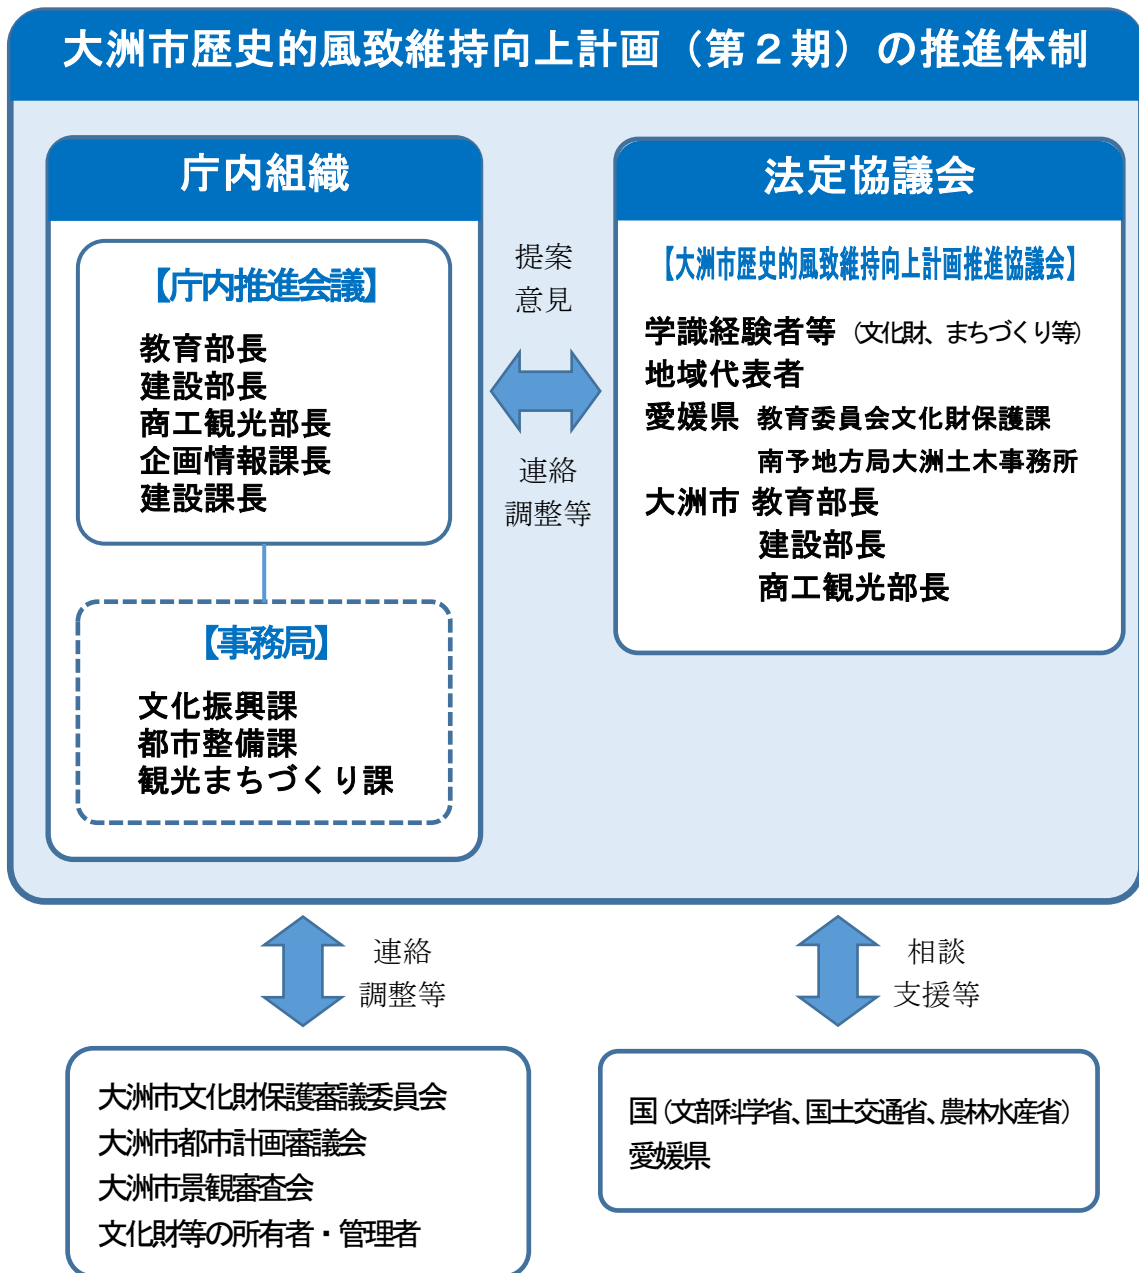 大洲市歴史的風致維持向上計画（第２期）の推進体制
庁内組織
【庁内推進会議】
教育部長
建設部長
商工観光部長
企画情報課長
建設課長
【事務局】
文化振興課
都市整備課
観光まちづくり課
提案
意見
連絡
調整等
法定協議会
【大洲市歴史的風致維持向上計画推進協議会】
学識経験者等（文化財、まちづくり等）
地域代表者
愛媛県 教育委員会文化財保護課
南予地方局大洲土木事務所
大洲市 教育部長
建設部長
商工観光部長
連絡
調整等
相談
支援等
大洲市文化財保護審議委員会
大洲市都市計画審議会
大洲市景観審査会
文化財等の所有者・管理者
国（文部科学省、国土交通省、農林水産省）
愛媛県